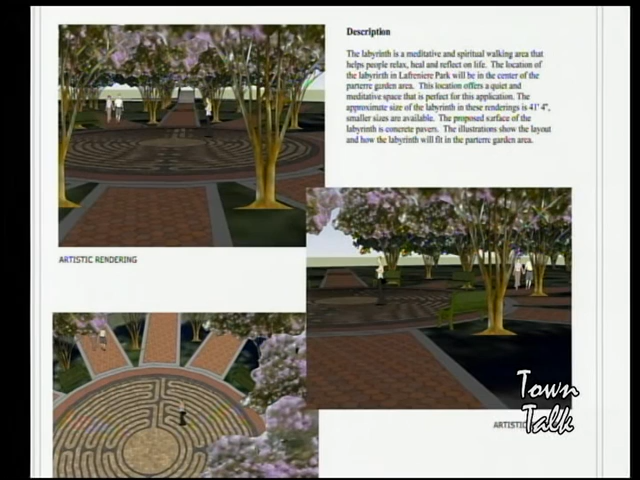 Description
The labyrinth is a meditative and spiritual walking area that
helps people relax, heal and reflect on life. The location of
the labyrinth in Lafreniere Park will be in the center of the
parterre garden area. This location offers a quiet and
meditative space that is perfect for this application. The
approximate size of the labyrinth in these renderings is 41' 4",
smaller sizes are available. The proposed surface of the
labyrinth is concrete pavers. The illustrations show the layout
and how the labyrinth will fit in the parterre garden area.
ARTISTIC RENDERING
ARTISTIC
Town
Talk